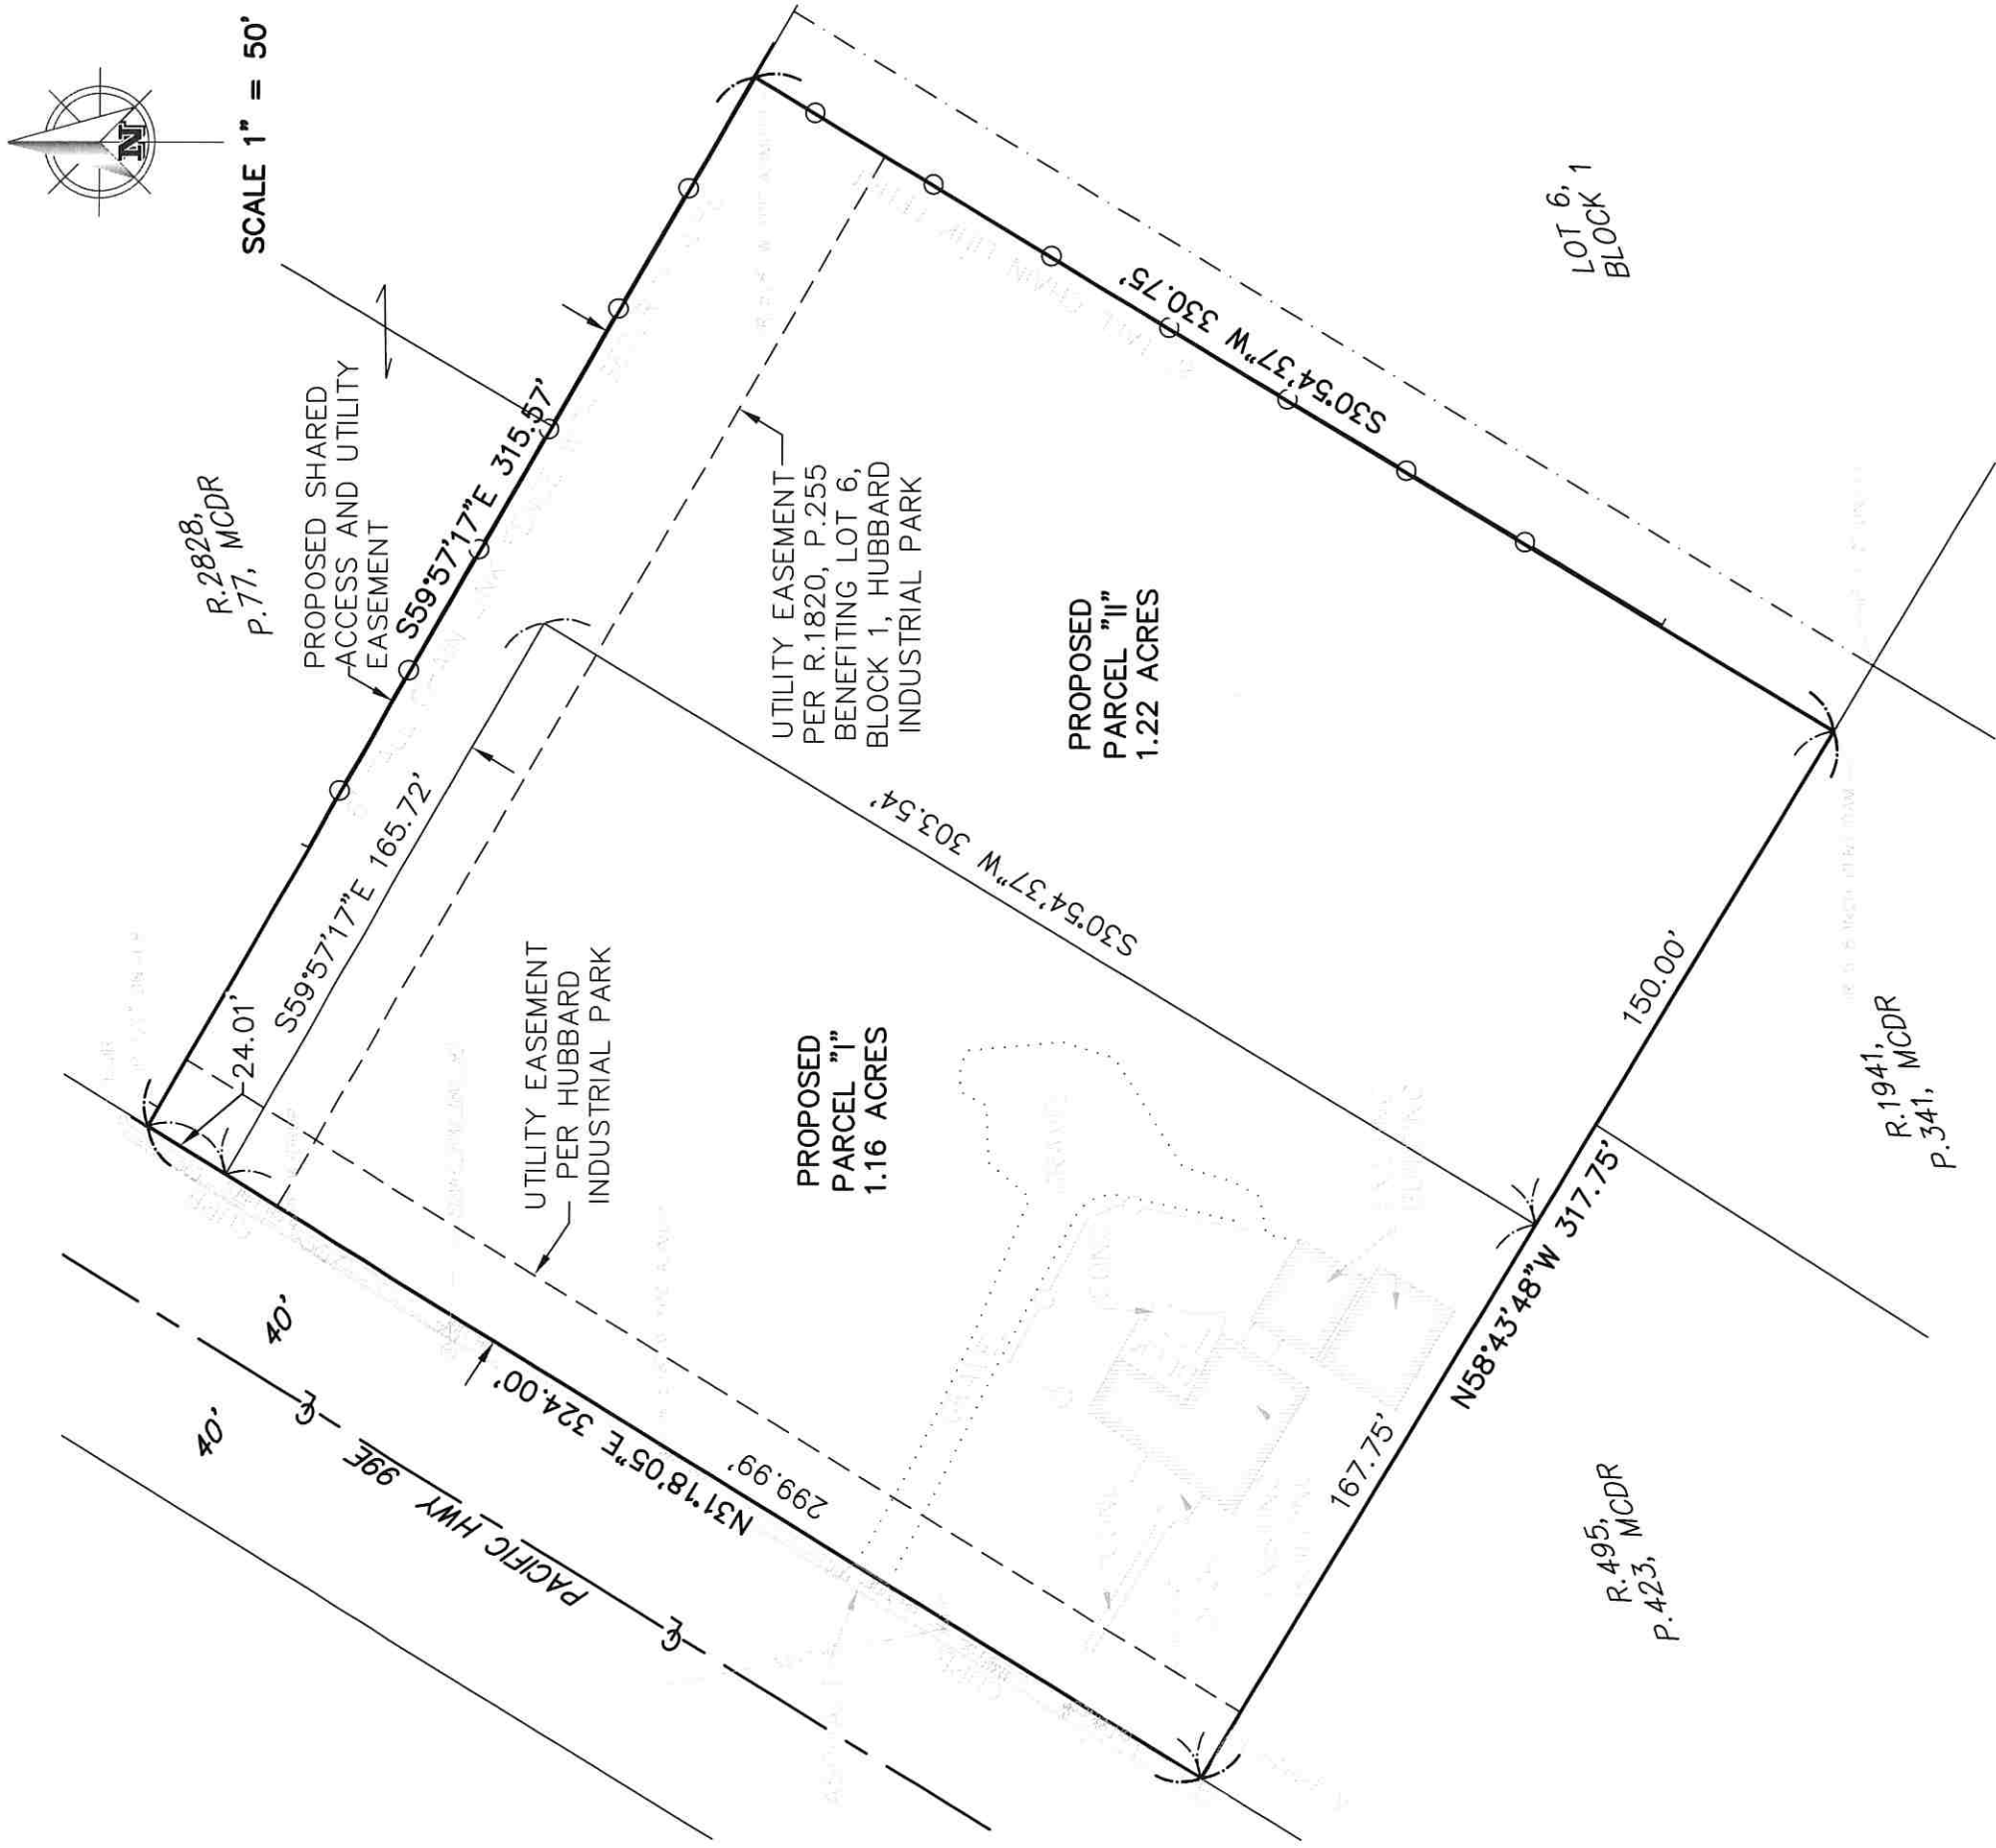 N
SCALE 1" = 50'
R.2828,
P.77, MCDR
PROPOSED SHARED
ACCESS AND UTILITY
EASEMENT
S59°57'17"E 315.57'
S59°57'17"E 165.72'
24.01'
UTILITY EASEMENT
PER R.1820, P.255
BENEFITING LOT 6,
BLOCK 1, HUBBARD
INDUSTRIAL PARK
UTILITY EASEMENT
PER HUBBARD
INDUSTRIAL PARK
S30°54'37"W 330.75'
LOT 6,
BLOCK 1
PROPOSED
PARCEL "II"
1.22 ACRES
S30°54'37"W 303.54'
PROPOSED
PARCEL "I"
1.16 ACRES
40'
40'
PACIFIC HWY 99E
N31°18'05"E 324.00'
299.99'
150.00'
N58°43'48"W 317.75'
167.75'
R.1941,
P.341, MCDR
R.495,
P.423, MCDR